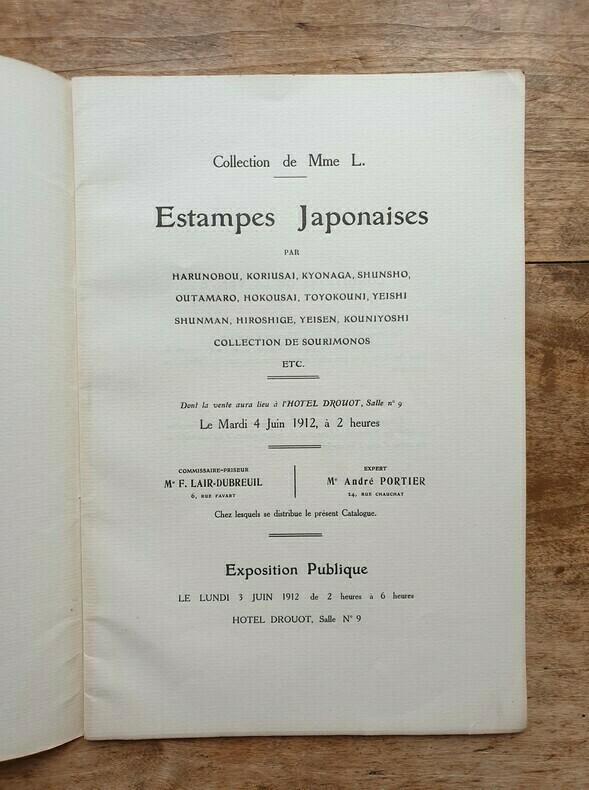 Collection de Mme L.
Estampes Japonaises
PAR
HARUNOBOU, KORIUSAI, KYONAGA, SHUNSHO,
OUTAMARO, HOKOUSAI, TOYOKOUNI, YEISHI
SHUNMAN, HIROSHIGE, YEISEN, KOUNIYOSHI
COLLECTION DE SOURIMONOS
ETC.
Dont la vente aura lieu à l'HOTEL DROUOT, Salle n° 9
Le Mardi 4 Juin 1912, à 2 heures
COMMISSAIRE-PRISEUR
Me F. LAIR-DUBREUIL
6, RUE FAVART
EXPERT
Me André PORTIER
24, RUE CHAUCHAT
Chez lesquels se distribue le présent Catalogue.
Exposition Publique
LE LUNDI 3 JUIN 1912 de 2 heures à 6 heures
HOTEL DROUOT, Salle N° 9